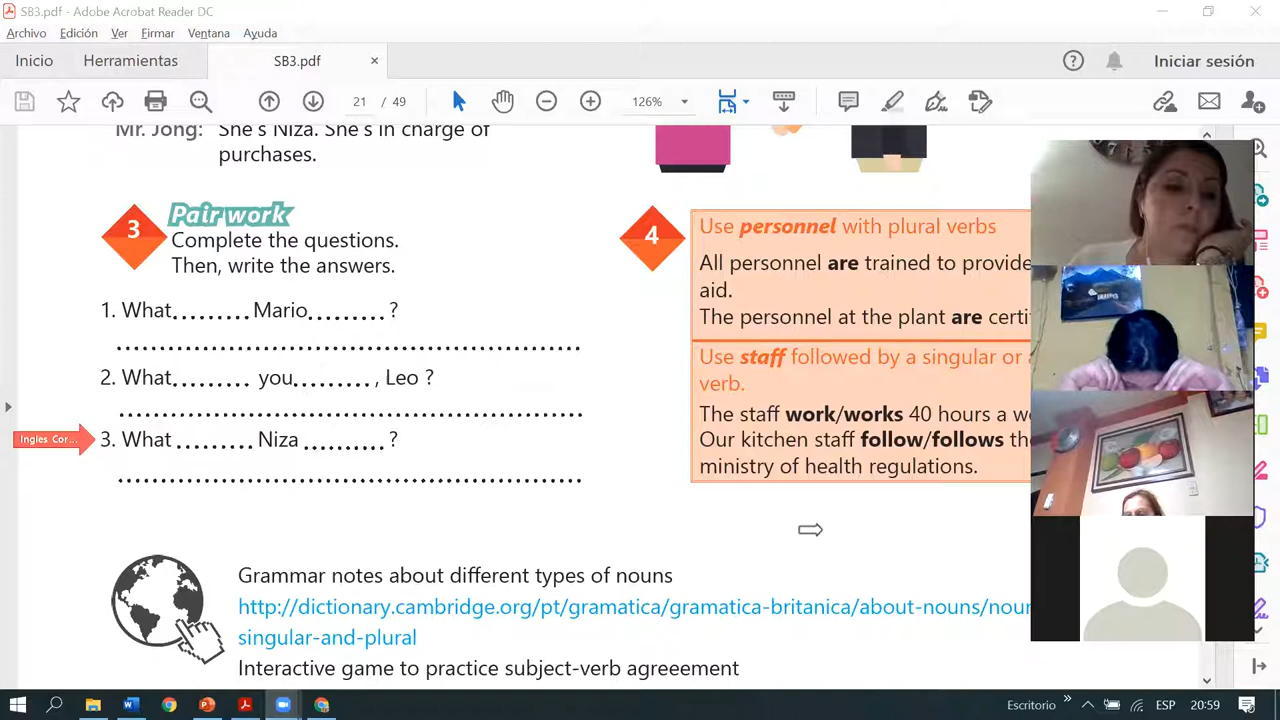 SB3.pdf - Adobe Acrobat Reader DC
Archivo Edición Ver Firmar Ventana Ayuda
Inicio Herramientas SB3.pdf × Iniciar sesión
21 / 49 126%
Mr. Jong: She's Niza. She's in charge of
purchases.
3 Pair work
Complete the questions.
Then, write the answers.
1. What......... Mario......... ?
2. What......... you......... , Leo ?
Ingles Cor... 3. What ......... Niza ......... ?
4
Use personnel with plural verbs
All personnel are trained to provide
aid.
The personnel at the plant are
Use staff followed by a singular or
verb.
The staff work/works 40 hours a
Our kitchen staff follow/follows
ministry of health regulations.
Grammar notes about different types of nouns
http://dictionary.cambridge.org/pt/gramatica/gramatica-britanica/about-nouns/
singular-and-plural
Interactive game to practice subject-verb agreeement
Escritorio » ESP 20:59